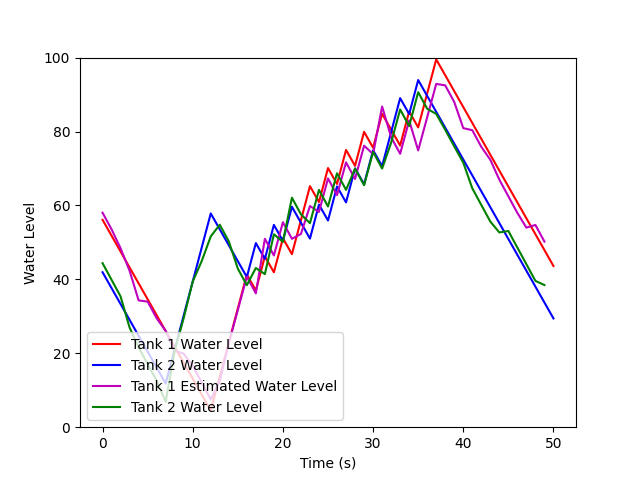 100
80
60
40
20
0
Water Level
Tank 1 Water Level
Tank 2 Water Level
Tank 1 Estimated Water Level
Tank 2 Water Level
0 10 20 30 40 50
Time (s)